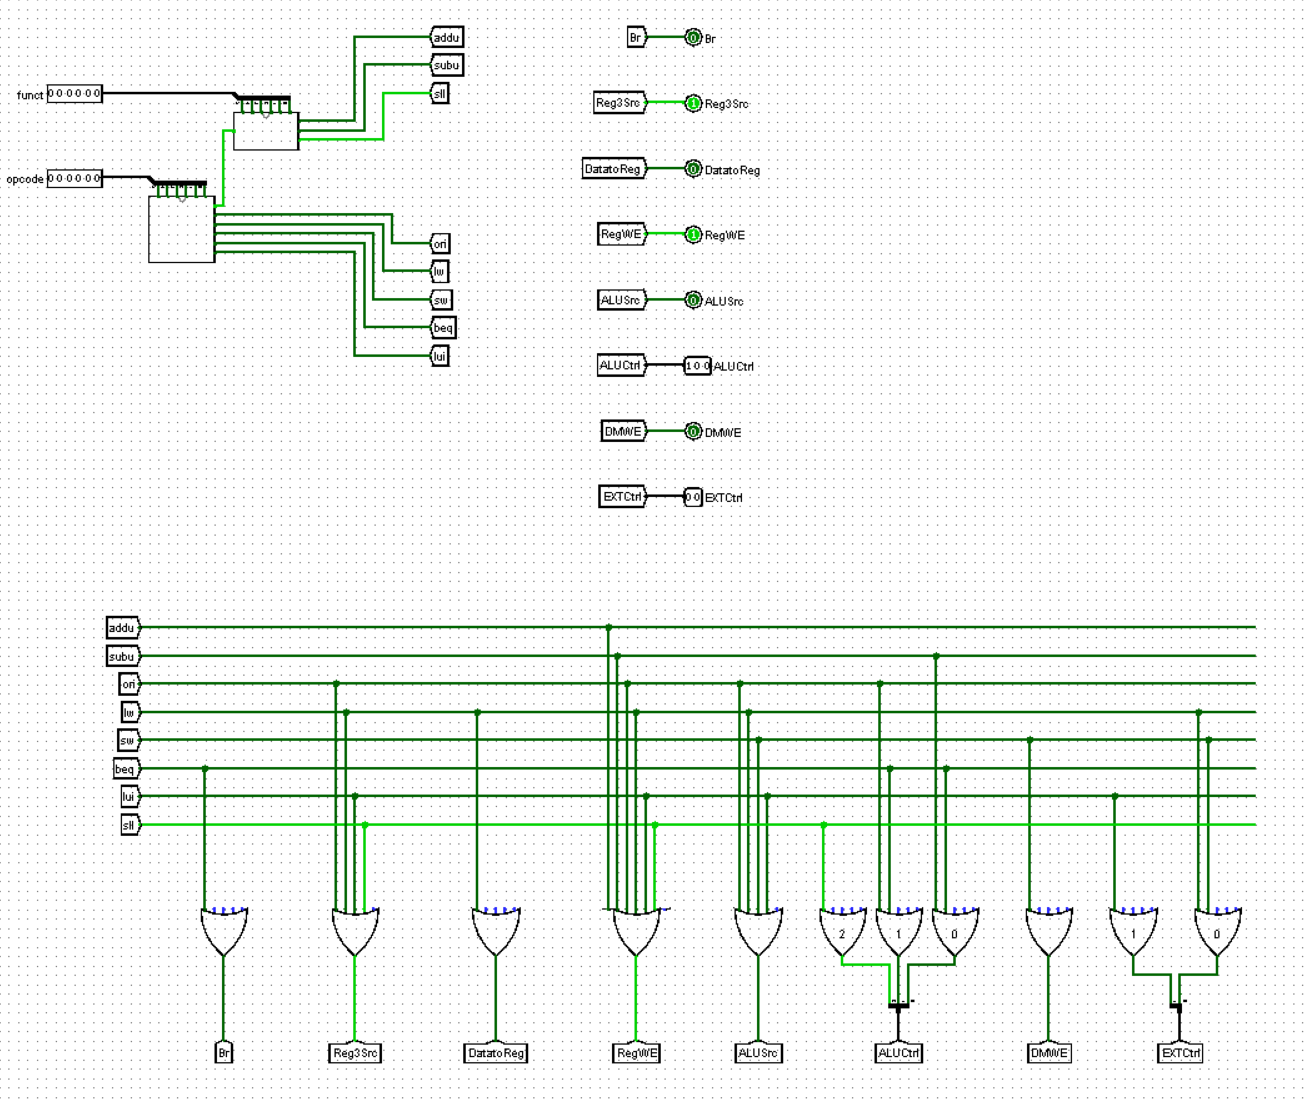 addu
Br
Br
subu
funct 000000
sll
Reg3Src
1
Reg3Src
DatatoReg
0
DatatoReg
opcode 000000
RegWE
1
RegWE
ori
lw
sw
ALUSrc
0
ALUSrc
beq
lui
ALUCtrl
100
ALUCtrl
DMWE
0
DMWE
EXTCtrl
00
EXTCtrl
addu
subu
ori
lw
sw
beq
lui
sll
2
1
0
1
0
Br
Reg3Src
DatatoReg
RegWE
ALUSrc
ALUCtrl
DMWE
EXTCtrl